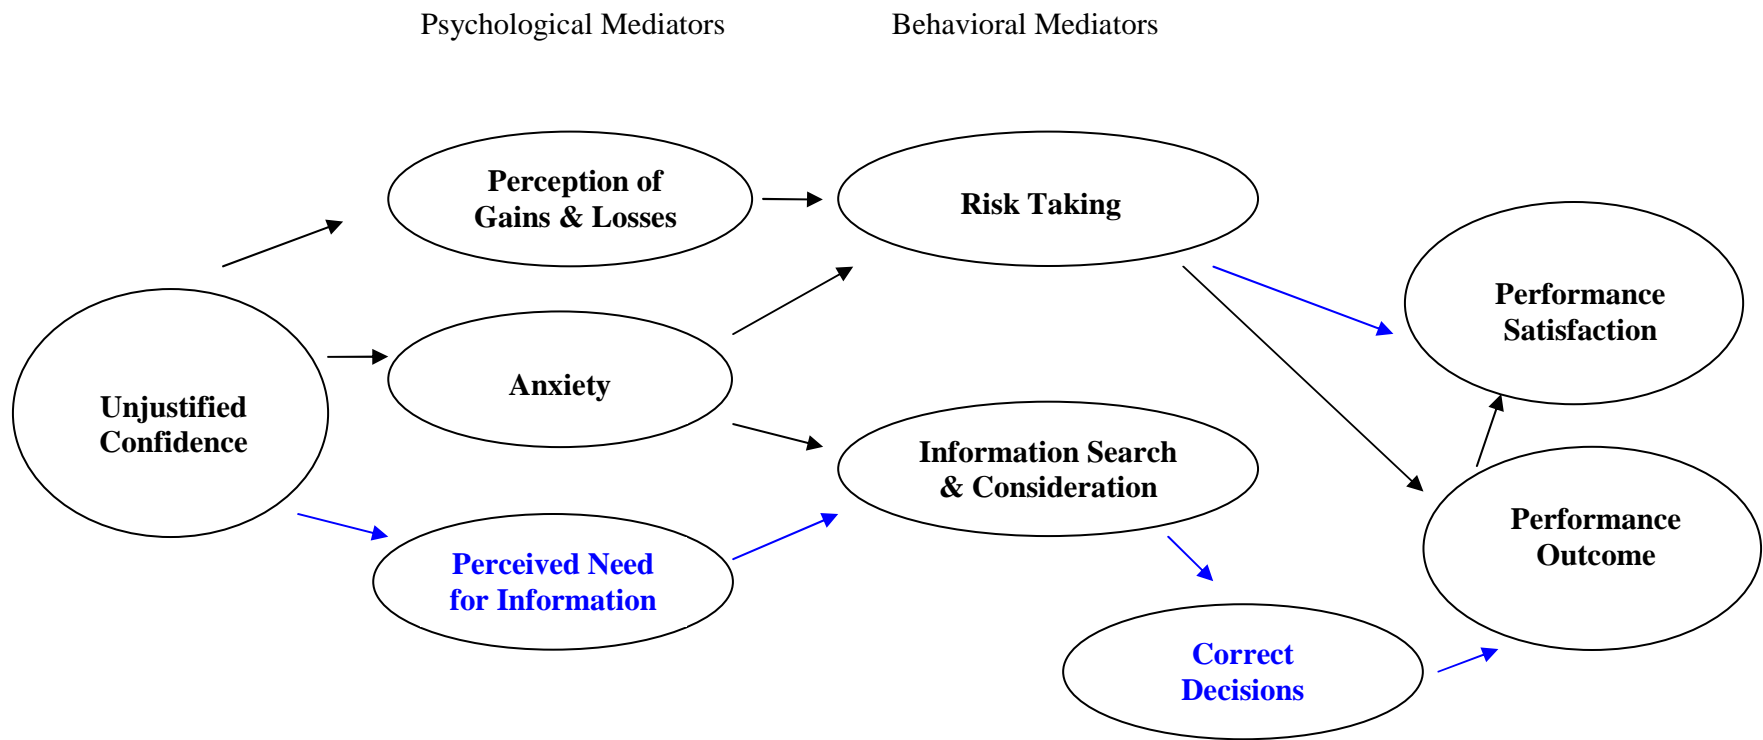 Psychological Mediators
Behavioral Mediators
Perception of
Gains & Losses
Risk Taking
Performance
Satisfaction
Anxiety
Unjustified
Confidence
Information Search
& Consideration
Performance
Outcome
Perceived Need
for Information
Correct
Decisions